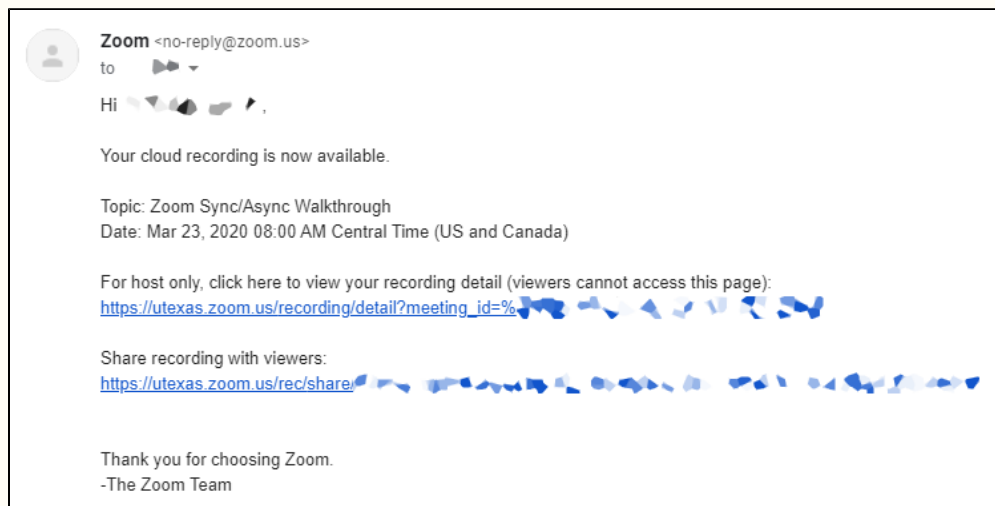 Zoom <no-reply@zoom.us>
to
Hi ,
Your cloud recording is now available.
Topic: Zoom Sync/Async Walkthrough
Date: Mar 23, 2020 08:00 AM Central Time (US and Canada)
For host only, click here to view your recording detail (viewers cannot access this page):
https://utexas.zoom.us/recording/detail?meeting_id=%
Share recording with viewers:
https://utexas.zoom.us/rec/share/
Thank you for choosing Zoom.
-The Zoom Team